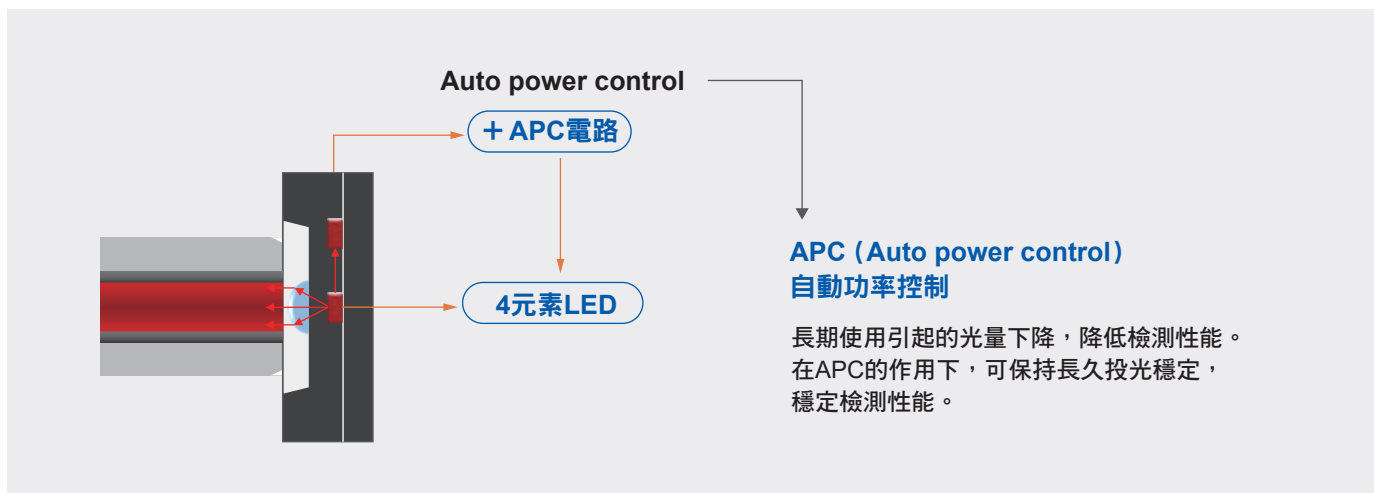 Auto power control
＋APC電路
4元素LED
APC（Auto power control）
自動功率控制
長期使用引起的光量下降，降低檢測性能。
在APC的作用下，可保持長久投光穩定，
穩定檢測性能。